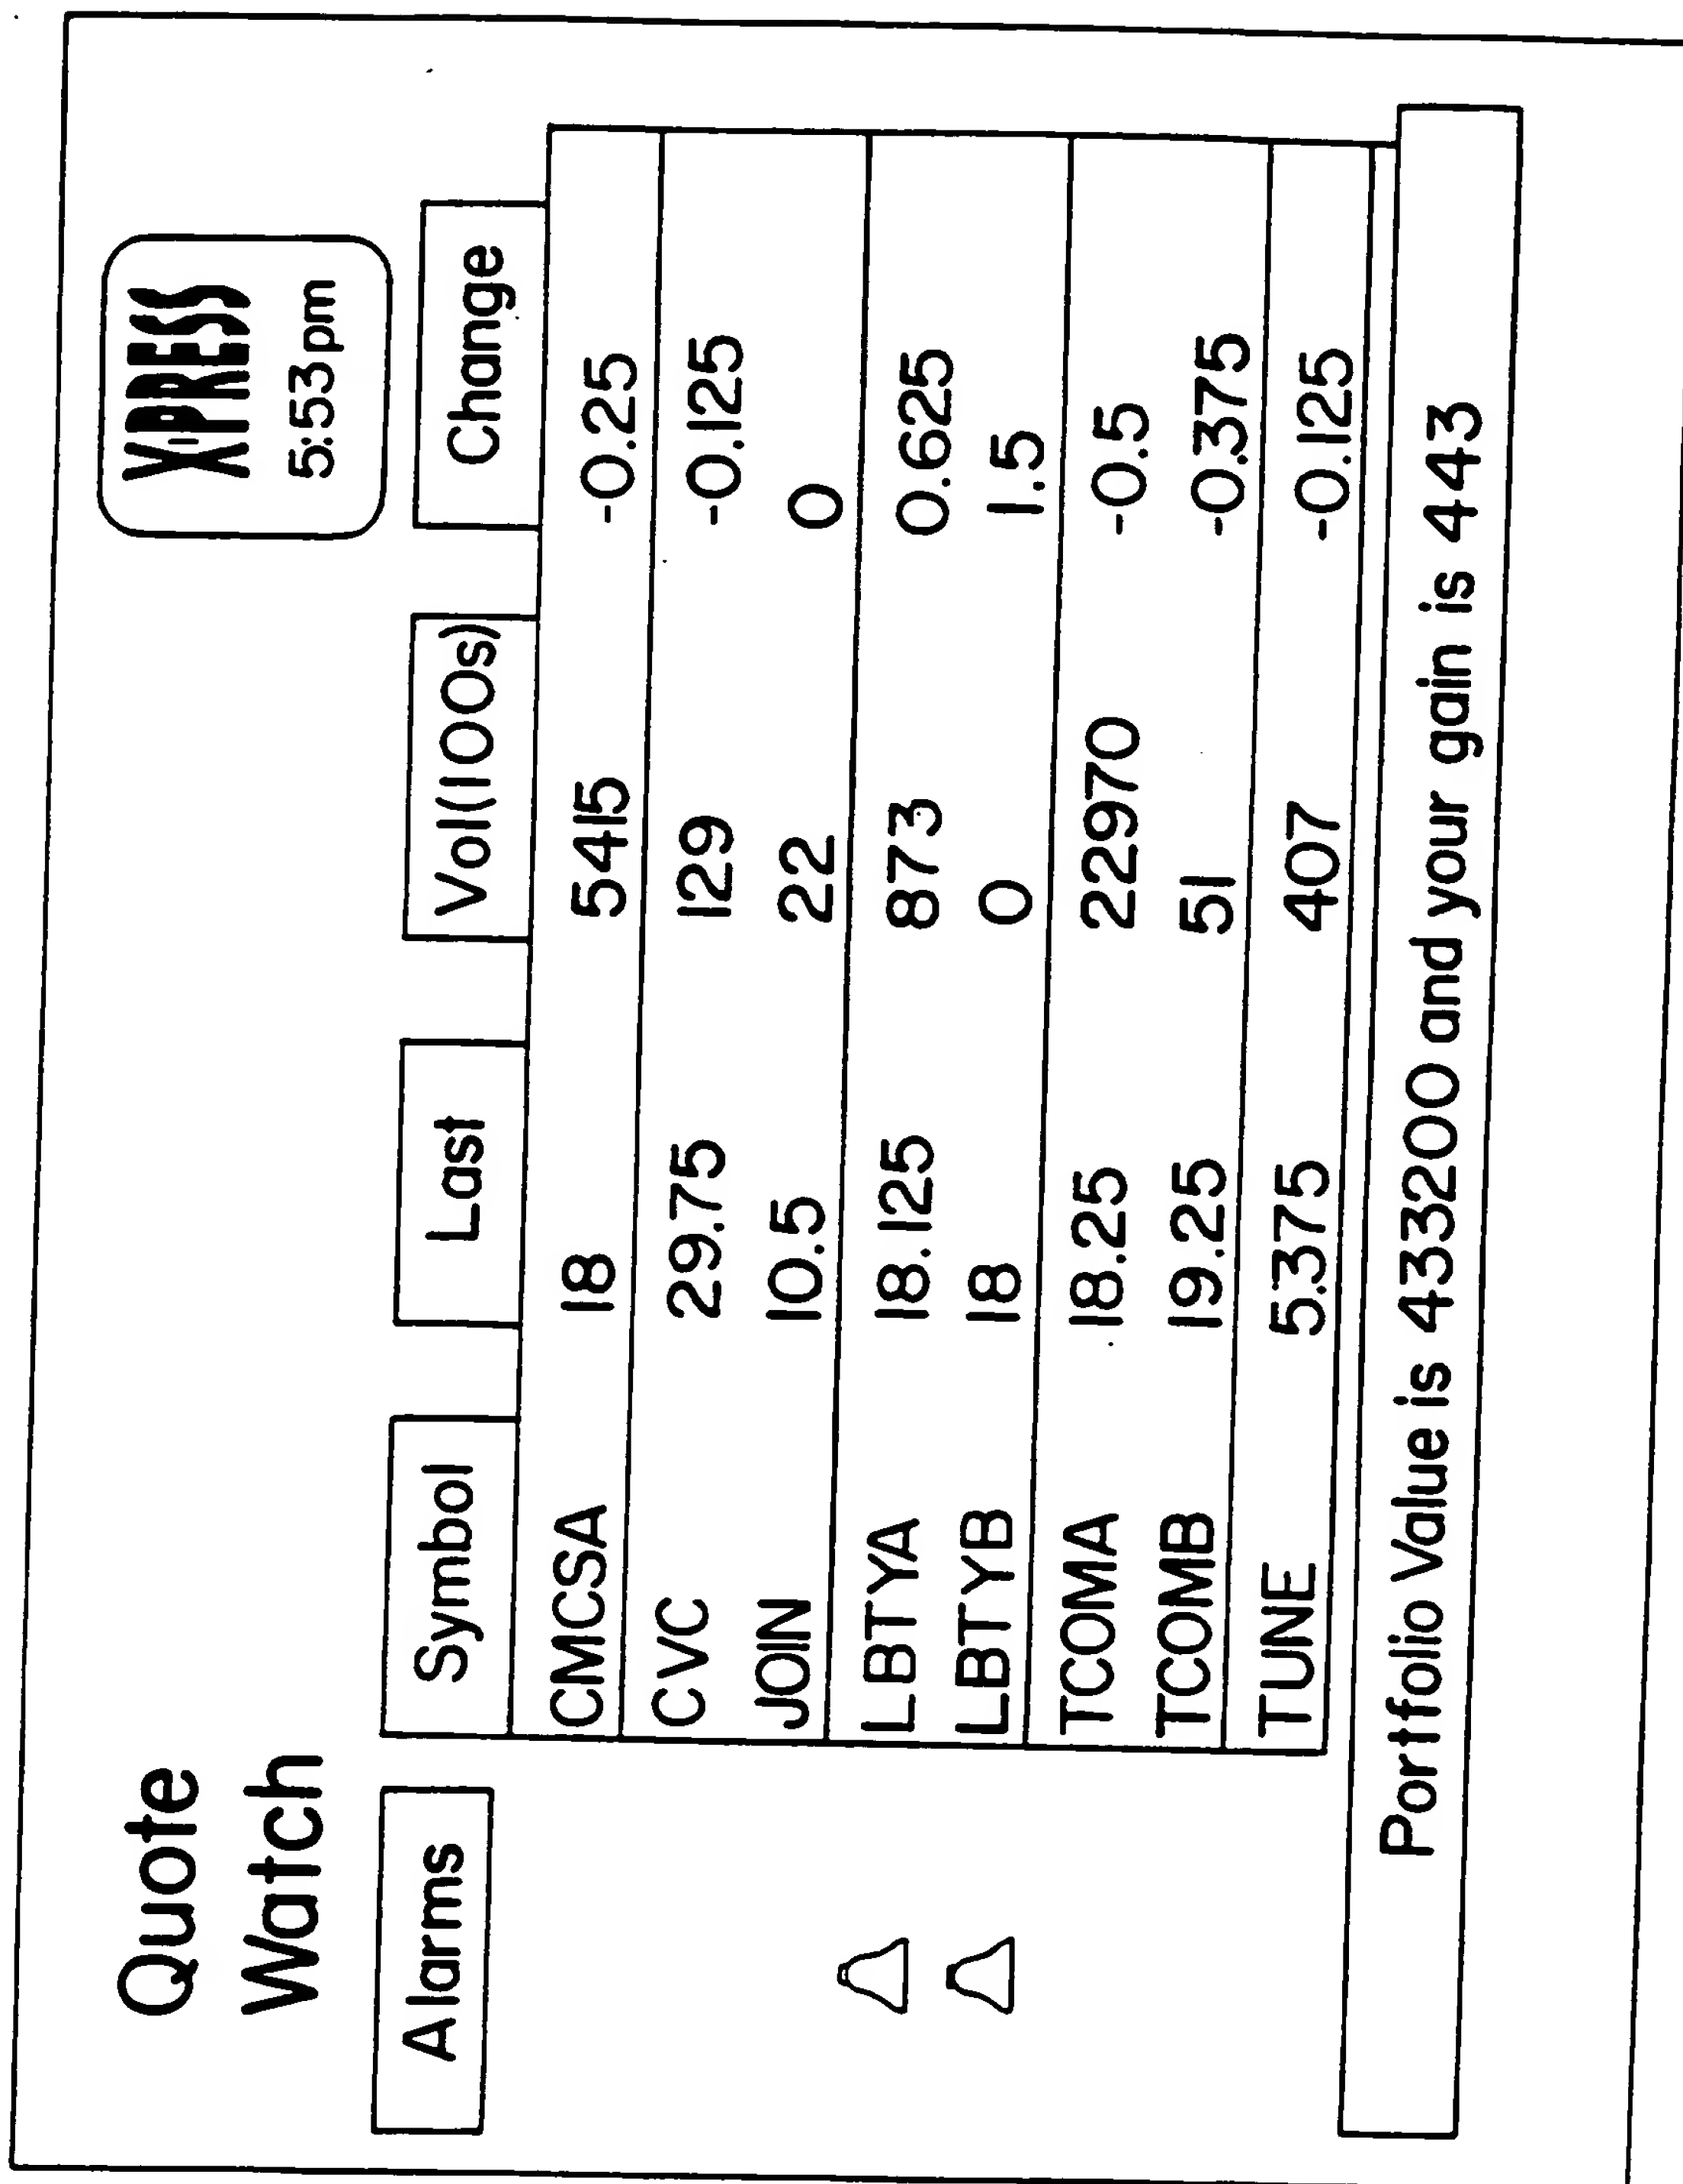 Quote
Watch
X·PRESS
5:53pm
Alarms Symbol Last Vol(100s) Change
CMCSA 18 5415 -0.25
CVC 29.75 129 -0.125
JOIN 10.5 22 0
LBTYA 18.125 873 0.625
LBTYB 18 0 1.5
TCOMA 18.25 22970 -0.5
TCOMB 19.25 51 -0.375
TUNE 5.375 407 -0.125
Portfolio Value is 433200 and your gain is 443